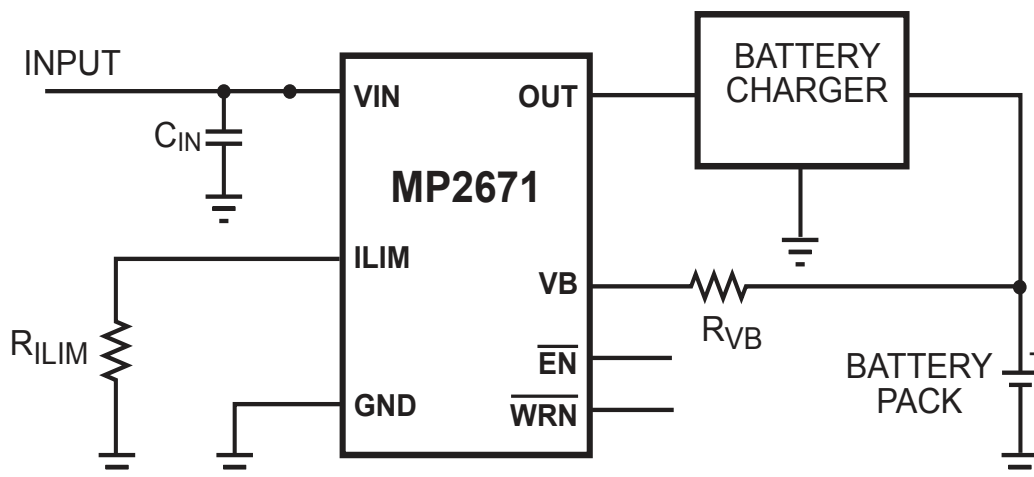 INPUT
CIN
RILIM
VIN
OUT
MP2671
ILIM
VB
EN
GND
WRN
BATTERY
CHARGER
RVB
BATTERY
PACK